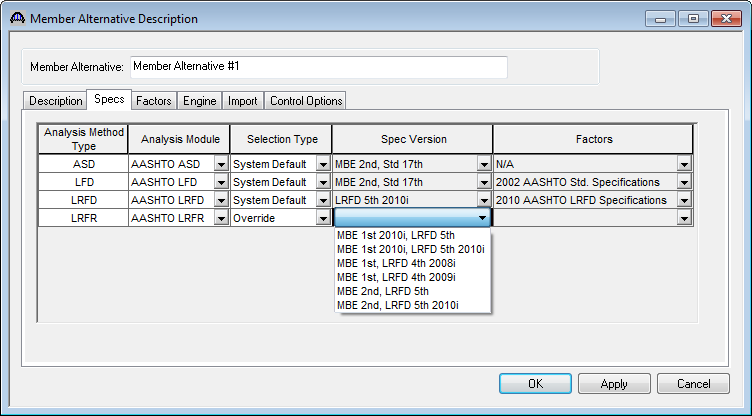 Member Alternative Description
Member Alternative: Member Alternative #1
Description Specs Factors Engine Import Control Options
Analysis Method Type Analysis Module Selection Type Spec Version Factors
ASD AASHTO ASD System Default MBE 2nd, Std 17th N/A
LFD AASHTO LFD System Default MBE 2nd, Std 17th 2002 AASHTO Std. Specifications
LRFD AASHTO LRFD System Default LRFD 5th 2010i 2010 AASHTO LRFD Specifications
LRFR AASHTO LRFR Override
MBE 1st 2010i, LRFD 5th
MBE 1st 2010i, LRFD 5th 2010i
MBE 1st, LRFD 4th 2008i
MBE 1st, LRFD 4th 2009i
MBE 2nd, LRFD 5th
MBE 2nd, LRFD 5th 2010i
OK Apply Cancel